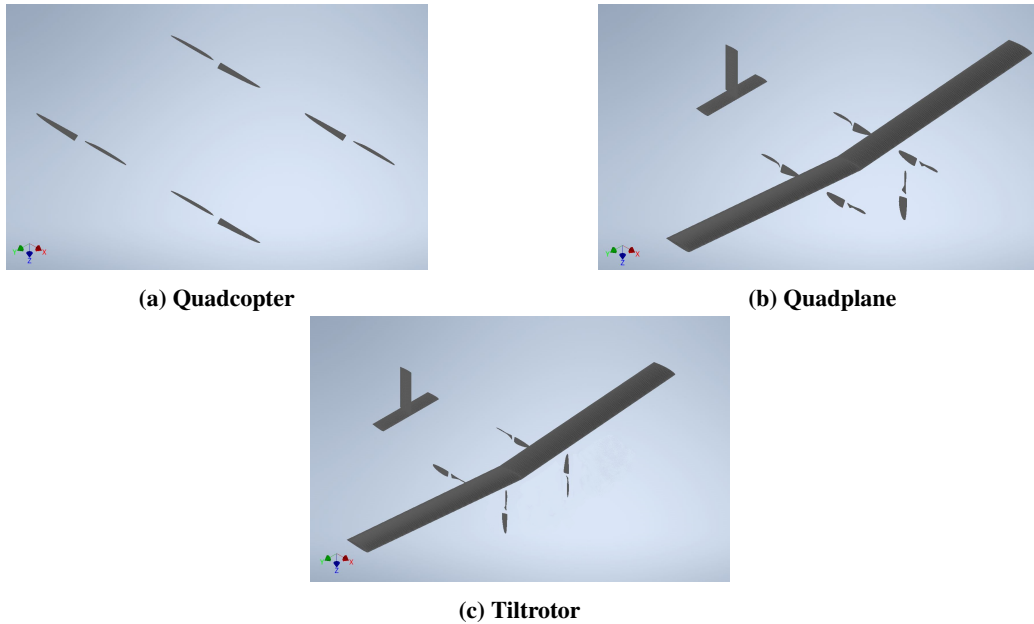 Y X
Z
(a) Quadcopter
Y X
Z
(b) Quadplane
Y X
Z
(c) Tiltrotor